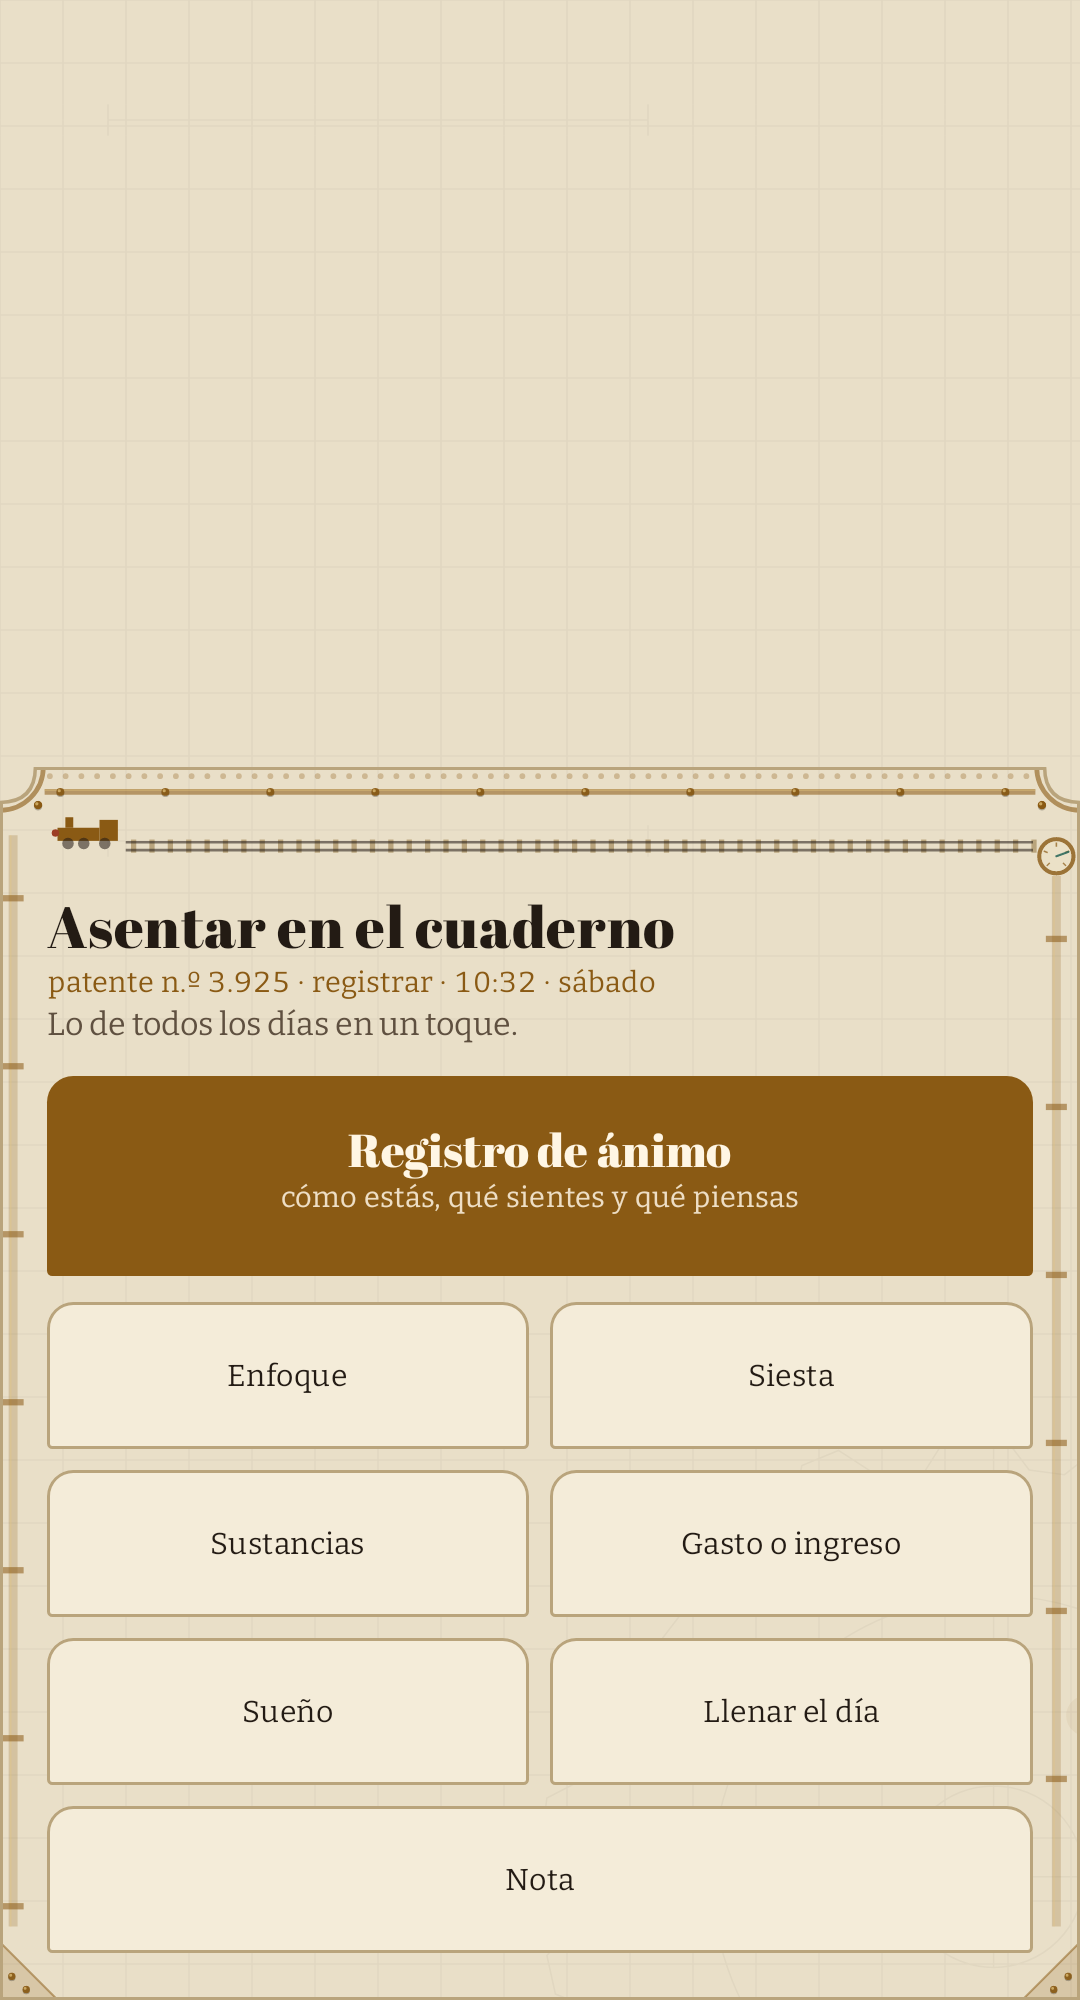 Asentar en el cuaderno
patente n.º 3.925 · registrar · 10:32 · sábado
Lo de todos los días en un toque.
Registro de ánimo
cómo estás, qué sientes y qué piensas
Enfoque
Siesta
Sustancias
Gasto o ingreso
Sueño
Llenar el día
Nota